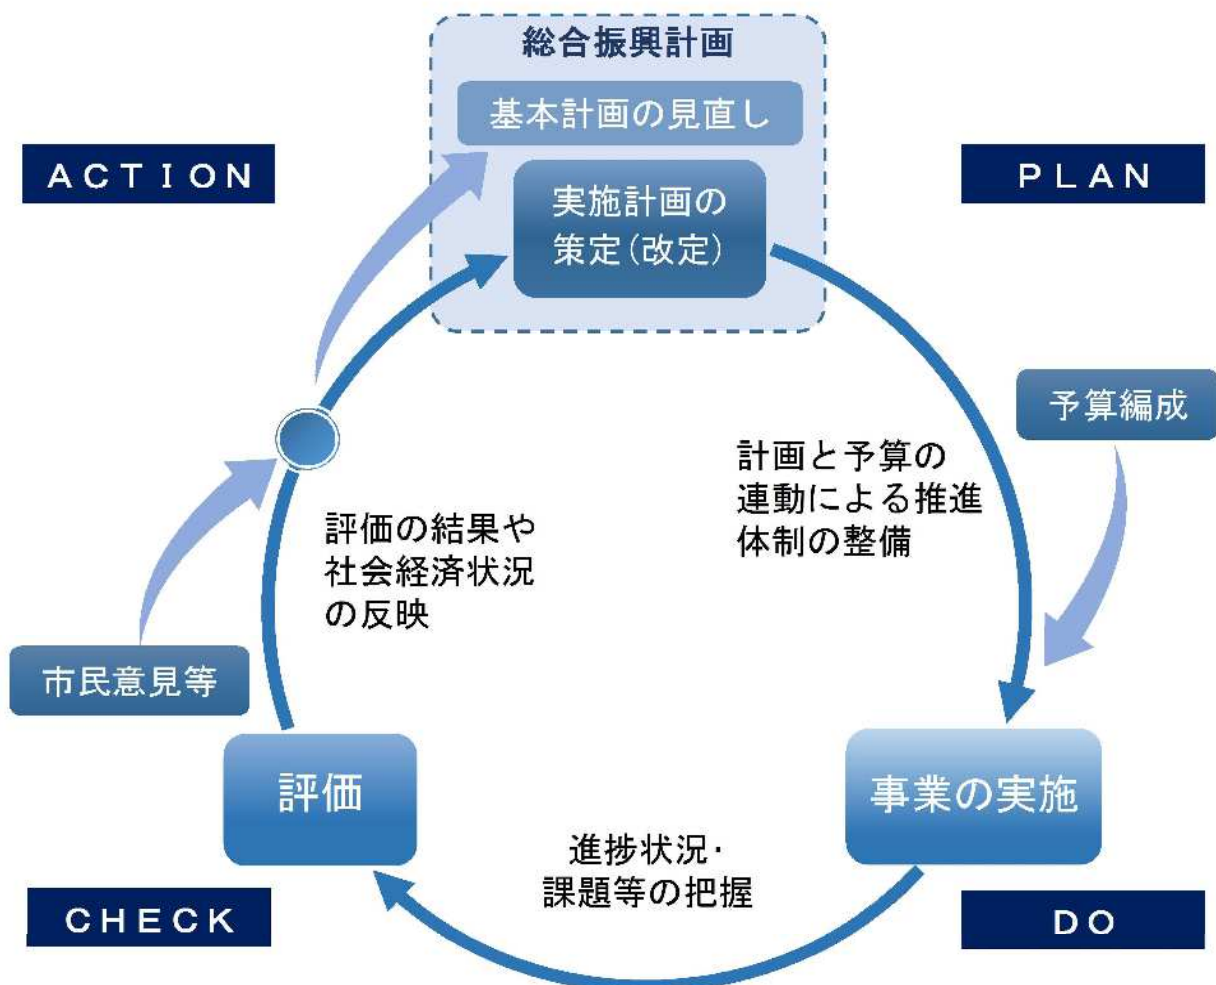 総合振興計画
基本計画の見直し
ACTION
PLAN
実施計画の
策定(改定)
予算編成
計画と予算の
連動による推進
体制の整備
評価の結果や
社会経済状況
の反映
市民意見等
評価
事業の実施
進捗状況・
課題等の把握
CHECK
DO